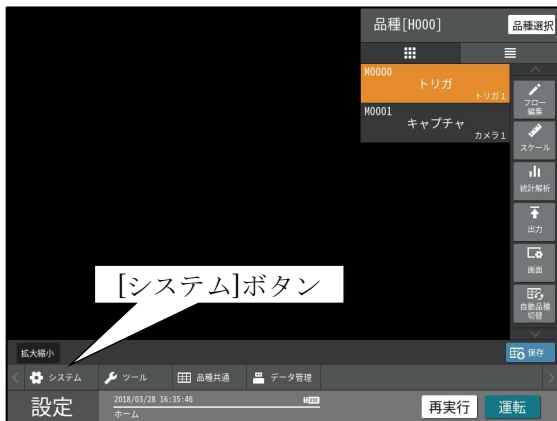 品種[H000]
品種選択
M0000
トリガ
トリガ1
M0001
キャプチャ
カメラ1
フロー
編集
スケール
統計解析
出力
画面
自動品種
切替
[システム]ボタン
拡大縮小
保存
システム
ツール
品種共通
データ管理
設定
2018/03/28 16:35:46
ホーム
再実行
運転